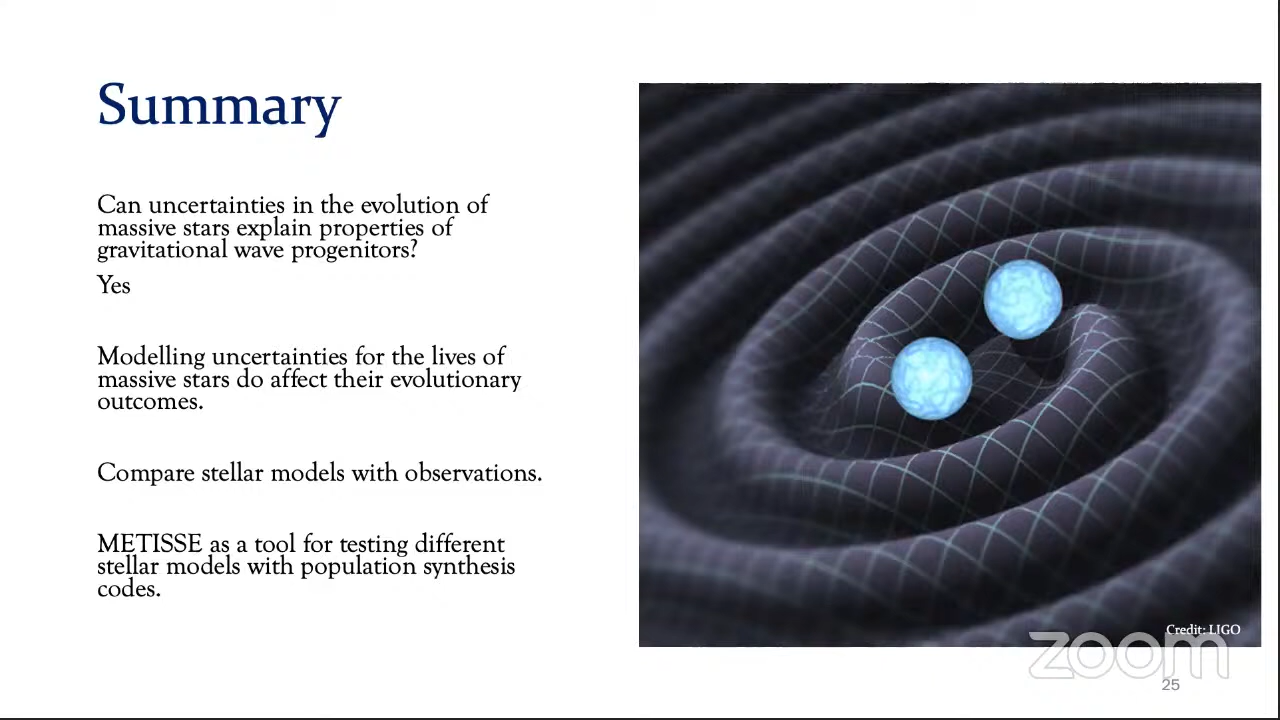 Summary
Can uncertainties in the evolution of
massive stars explain properties of
gravitational wave progenitors?
Yes
Modelling uncertainties for the lives of
massive stars do affect their evolutionary
outcomes.
Compare stellar models with observations.
METISSE as a tool for testing different
stellar models with population synthesis
codes.
Credit: LIGO
zoom
25